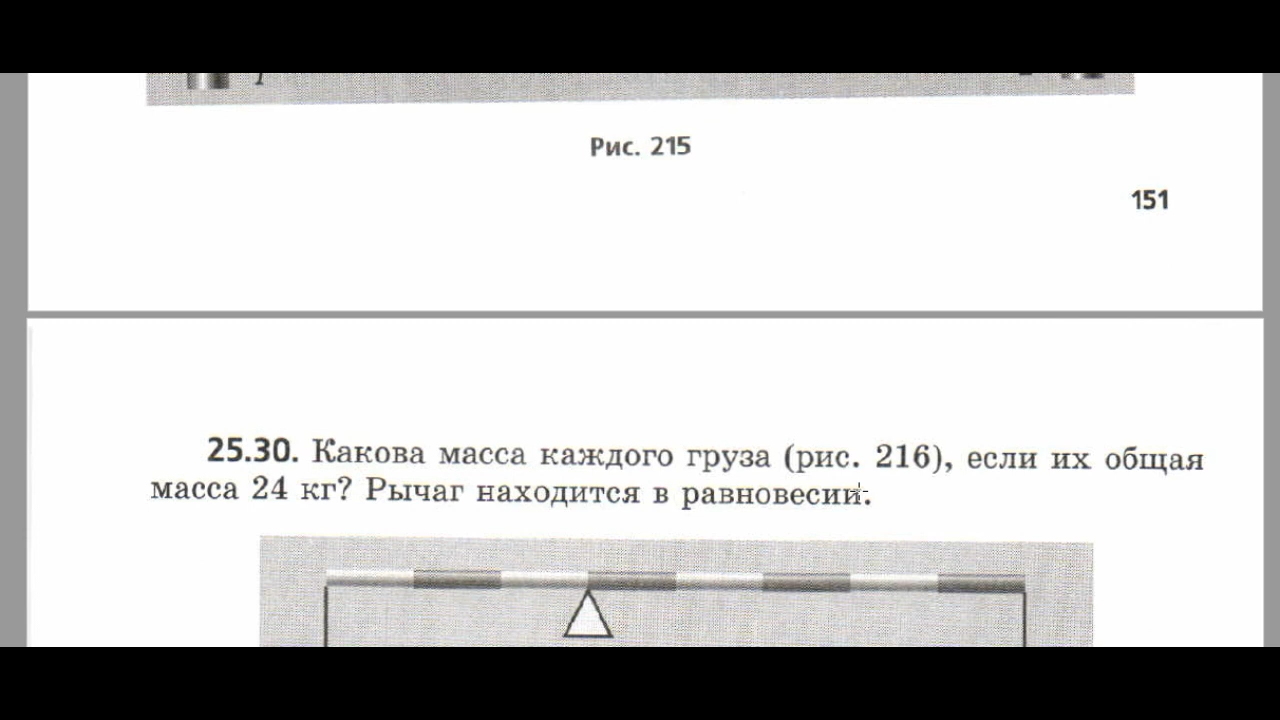 Рис. 215
151
25.30. Какова масса каждого груза (рис. 216), если их общая
масса 24 кг? Рычаг находится в равновесии.